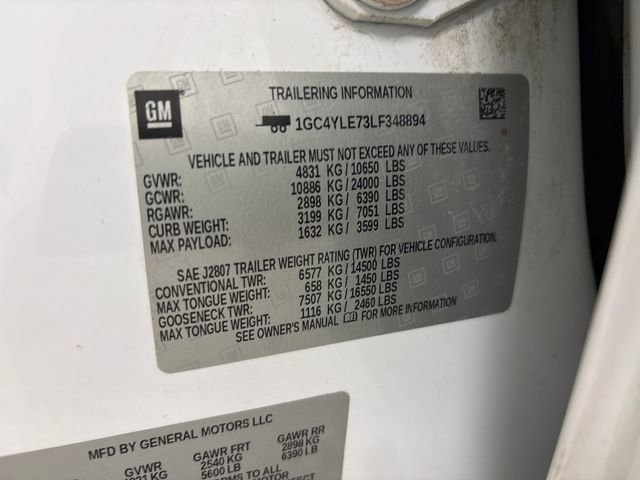 TRAILERING INFORMATION
GM
1GC4YLE73LF348894
VEHICLE AND TRAILER MUST NOT EXCEED ANY OF THESE VALUES.
GVWR: 4831 KG/10650 LBS
GCWR: 10886 KG/24000 LBS
RGAWR: 2898 KG/ 6390 LBS
CURB WEIGHT: 3199 KG/ 7051 LBS
MAX PAYLOAD: 1632 KG/ 3599 LBS
SAE J2807 TRAILER WEIGHT RATING (TWR) FOR VEHICLE CONFIGURATION.
CONVENTIONAL TWR: 6577 KG/14500 LBS
MAX TONGUE WEIGHT: 658 KG/ 1450 LBS
GOOSENECK TWR: 7507 KG/16550 LBS
MAX TONGUE WEIGHT: 1116 KG/ 2460 LBS
SEE OWNER'S MANUAL FOR MORE INFORMATION
MFD BY GENERAL MOTORS LLC
GVWR GAWR FRT GAWR RR
2540 KG 2898 KG
5600 LB 6390 LB